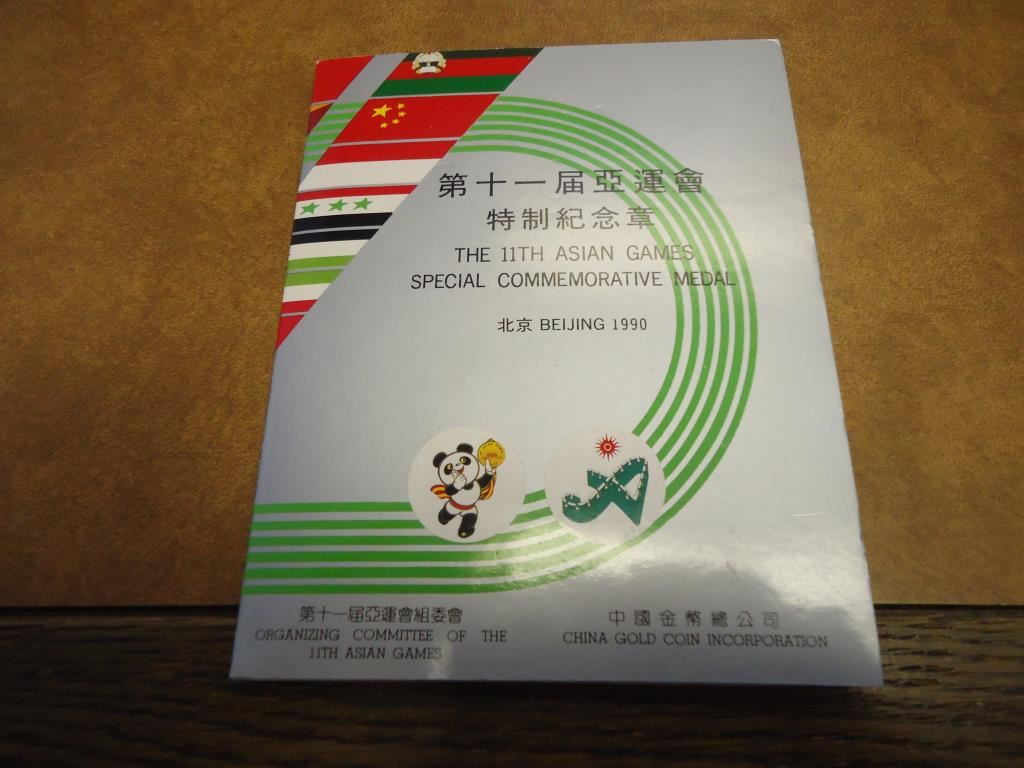 第十一届亞運會
特制紀念章
THE 11TH ASIAN GAMES
SPECIAL COMMEMORATIVE MEDAL
北京 BEIJING 1990
第十一届亞運會組委會
ORGANIZING COMMITTEE OF THE
11TH ASIAN GAMES
中國金幣總公司
CHINA GOLD COIN INCORPORATION